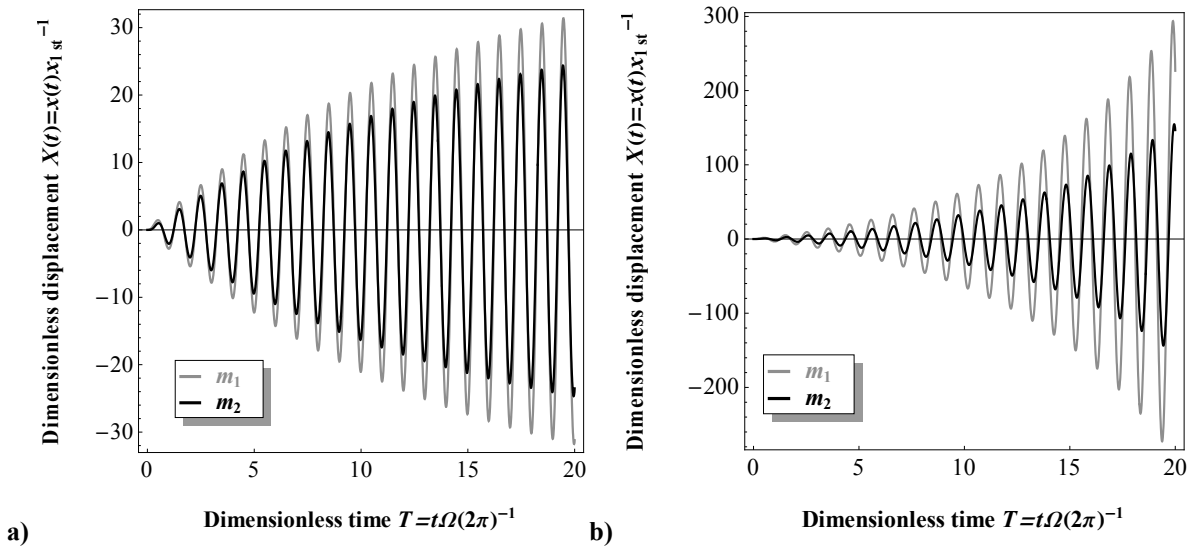 Dimensionless displacement X(t)=x(t)x₁ st⁻¹
30
20
10
0
−10
−20
−30
m₁
m₂
0
5
10
15
20
Dimensionless time T=tΩ(2π)⁻¹
a)
Dimensionless displacement X(t)=x(t)x₁ st⁻¹
300
200
100
0
−100
−200
m₁
m₂
0
5
10
15
20
Dimensionless time T=tΩ(2π)⁻¹
b)